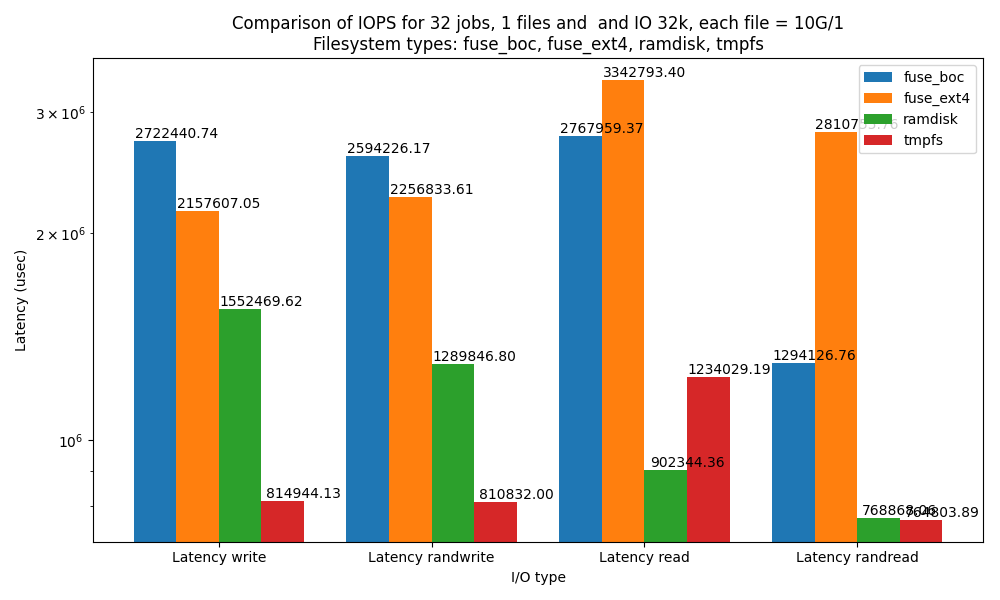 Comparison of IOPS for 32 jobs, 1 files and  and IO 32k, each file = 10G/1
Filesystem types: fuse_boc, fuse_ext4, ramdisk, tmpfs
fuse_boc
fuse_ext4
ramdisk
tmpfs
Latency (usec)
3 × 10⁶
2 × 10⁶
10⁶
2722440.74
2157607.05
1552469.62
814944.13
2594226.17
2256833.61
1289846.80
810832.00
2767959.37
3342793.40
902344.36
1234029.19
1294126.76
764803.89
Latency write
Latency randwrite
Latency read
Latency randread
I/O type